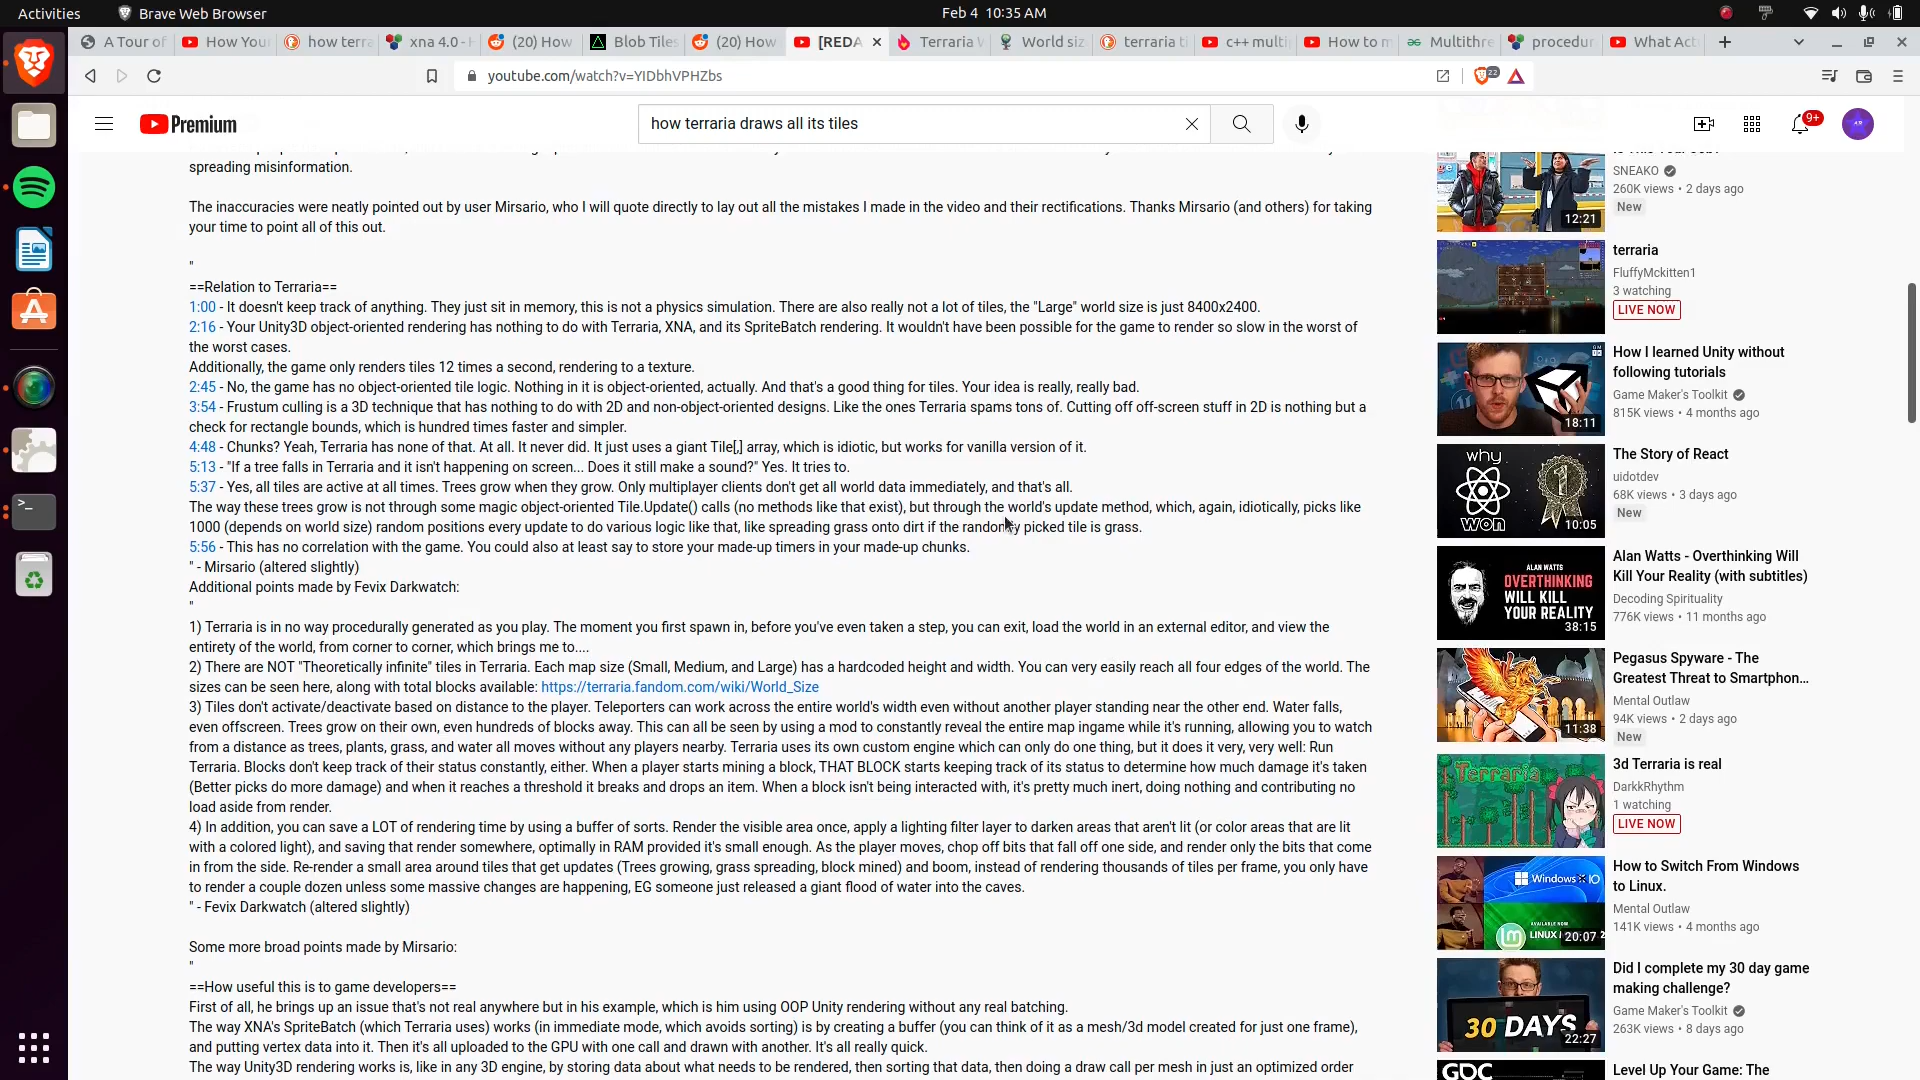 Activities
Brave Web Browser
Feb 4 10:35 AM
A Tour of
How You
how terra
xna 4.0 -
(20) How
Blob Tiles
(20) How
[REDA
Terraria W
World siz
terraria ti
c++ multi
How to m
Multithre
procedur
What Act
youtube.com/watch?v=YIDbhVPHZbs
22
Premium
how terraria draws all its tiles
9+
spreading misinformation.
The inaccuracies were neatly pointed out by user Mirsario, who I will quote directly to lay out all the mistakes I made in the video and their rectifications. Thanks Mirsario (and others) for taking
your time to point all of this out.
"
==Relation to Terraria==
1:00 - It doesn't keep track of anything. They just sit in memory, this is not a physics simulation. There are also really not a lot of tiles, the "Large" world size is just 8400x2400.
2:16 - Your Unity3D object-oriented rendering has nothing to do with Terraria, XNA, and its SpriteBatch rendering. It wouldn't have been possible for the game to render so slow in the worst of
the worst cases.
Additionally, the game only renders tiles 12 times a second, rendering to a texture.
2:45 - No, the game has no object-oriented tile logic. Nothing in it is object-oriented, actually. And that's a good thing for tiles. Your idea is really, really bad.
3:54 - Frustum culling is a 3D technique that has nothing to do with 2D and non-object-oriented designs. Like the ones Terraria spams tons of. Cutting off off-screen stuff in 2D is nothing but a
check for rectangle bounds, which is hundred times faster and simpler.
4:48 - Chunks? Yeah, Terraria has none of that. At all. It never did. It just uses a giant Tile[,] array, which is idiotic, but works for vanilla version of it.
5:13 - "If a tree falls in Terraria and it isn't happening on screen... Does it still make a sound?" Yes. It tries to.
5:37 - Yes, all tiles are active at all times. Trees grow when they grow. Only multiplayer clients don't get all world data immediately, and that's all.
The way these trees grow is not through some magic object-oriented Tile.Update() calls (no methods like that exist), but through the world's update method, which, again, idiotically, picks like
1000 (depends on world size) random positions every update to do various logic like that, like spreading grass onto dirt if the randomly picked tile is grass.
5:56 - This has no correlation with the game. You could also at least say to store your made-up timers in your made-up chunks.
" - Mirsario (altered slightly)
Additional points made by Fevix Darkwatch:
"
1) Terraria is in no way procedurally generated as you play. The moment you first spawn in, before you've even taken a step, you can exit, load the world in an external editor, and view the
entirety of the world, from corner to corner, which brings me to....
2) There are NOT "Theoretically infinite" tiles in Terraria. Each map size (Small, Medium, and Large) has a hardcoded height and width. You can very easily reach all four edges of the world. The
sizes can be seen here, along with total blocks available: https://terraria.fandom.com/wiki/World_Size
3) Tiles don't activate/deactivate based on distance to the player. Teleporters can work across the entire world's width even without another player standing near the other end. Water falls,
even offscreen. Trees grow on their own, even hundreds of blocks away. This can all be seen by using a mod to constantly reveal the entire map ingame while it's running, allowing you to watch
from a distance as trees, plants, grass, and water all moves without any players nearby. Terraria uses its own custom engine which can only do one thing, but it does it very, very well: Run
Terraria. Blocks don't keep track of their status constantly, either. When a player starts mining a block, THAT BLOCK starts keeping track of its status to determine how much damage it's taken
(Better picks do more damage) and when it reaches a threshold it breaks and drops an item. When a block isn't being interacted with, it's pretty much inert, doing nothing and contributing no
load aside from render.
4) In addition, you can save a LOT of rendering time by using a buffer of sorts. Render the visible area once, apply a lighting filter layer to darken areas that aren't lit (or color areas that are lit
with a colored light), and saving that render somewhere, optimally in RAM provided it's small enough. As the player moves, chop off bits that fall off one side, and render only the bits that come
in from the side. Re-render a small area around tiles that get updates (Trees growing, grass spreading, block mined) and boom, instead of rendering thousands of tiles per frame, you only have
to render a couple dozen unless some massive changes are happening, EG someone just released a giant flood of water into the caves.
" - Fevix Darkwatch (altered slightly)
Some more broad points made by Mirsario:
"
==How useful this is to game developers==
First of all, he brings up an issue that's not real anywhere but in his example, which is him using OOP Unity rendering without any real batching.
The way XNA's SpriteBatch (which Terraria uses) works (in immediate mode, which avoids sorting) is by creating a buffer (you can think of it as a mesh/3d model created for just one frame),
and putting vertex data into it. Then it's all uploaded to the GPU with one call and drawn with another. It's all really quick.
The way Unity3D rendering works is, like in any 3D engine, by storing data about what needs to be rendered, then sorting that data, then doing a draw call per mesh in just an optimized order
12:21
SNEAKO
260K views • 2 days ago
New
terraria
FluffyMckitten1
3 watching
LIVE NOW
18:11
How I learned Unity without
following tutorials
Game Maker's Toolkit
815K views • 4 months ago
why
won
10:05
The Story of React
uidotdev
68K views • 3 days ago
New
ALAN WATTS
OVERTHINKING
WILL KILL
YOUR REALITY
38:15
Alan Watts - Overthinking Will
Kill Your Reality (with subtitles)
Decoding Spirituality
776K views • 11 months ago
11:38
Pegasus Spyware - The
Greatest Threat to Smartphon...
Mental Outlaw
94K views • 2 days ago
New
Terraria
3d Terraria is real
DarkkRhythm
1 watching
LIVE NOW
Windows
LINUX
20:07
How to Switch From Windows
to Linux.
Mental Outlaw
141K views • 4 months ago
30 DAYS
22:27
Did I complete my 30 day game
making challenge?
Game Maker's Toolkit
263K views • 8 days ago
GDC
Level Up Your Game: The